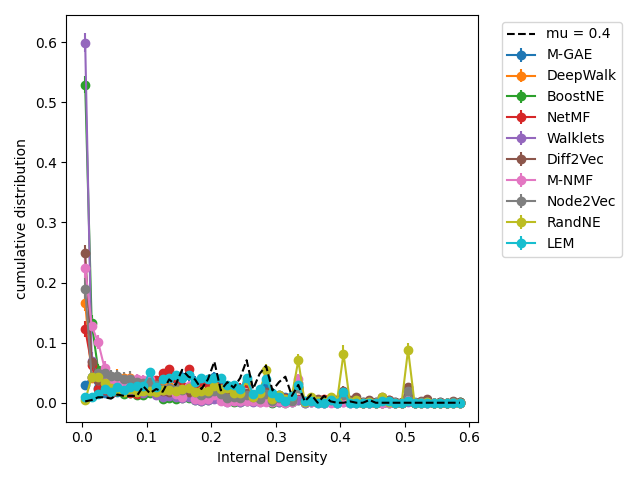 0.6
0.5
0.4
0.3
0.2
0.1
0.0
cumulative distribution
0.0 0.1 0.2 0.3 0.4 0.5 0.6
Internal Density
mu = 0.4
M-GAE
DeepWalk
BoostNE
NetMF
Walklets
Diff2Vec
M-NMF
Node2Vec
RandNE
LEM